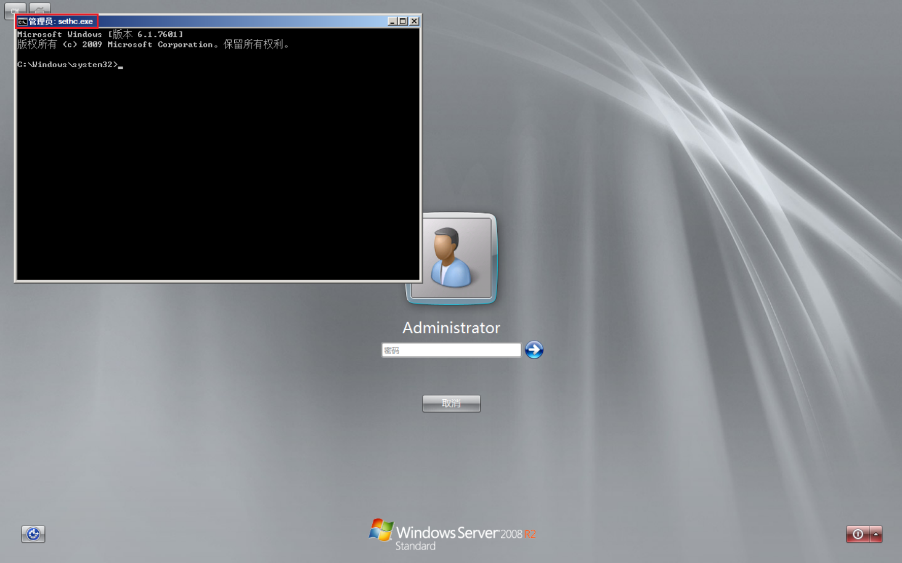 管理员: sethc.exe
Microsoft Windows [版本 6.1.7601]
版权所有 (c) 2009 Microsoft Corporation。保留所有权利。
C:\Windows\system32>
Administrator
密码
取消
Windows Server 2008 R2
Standard